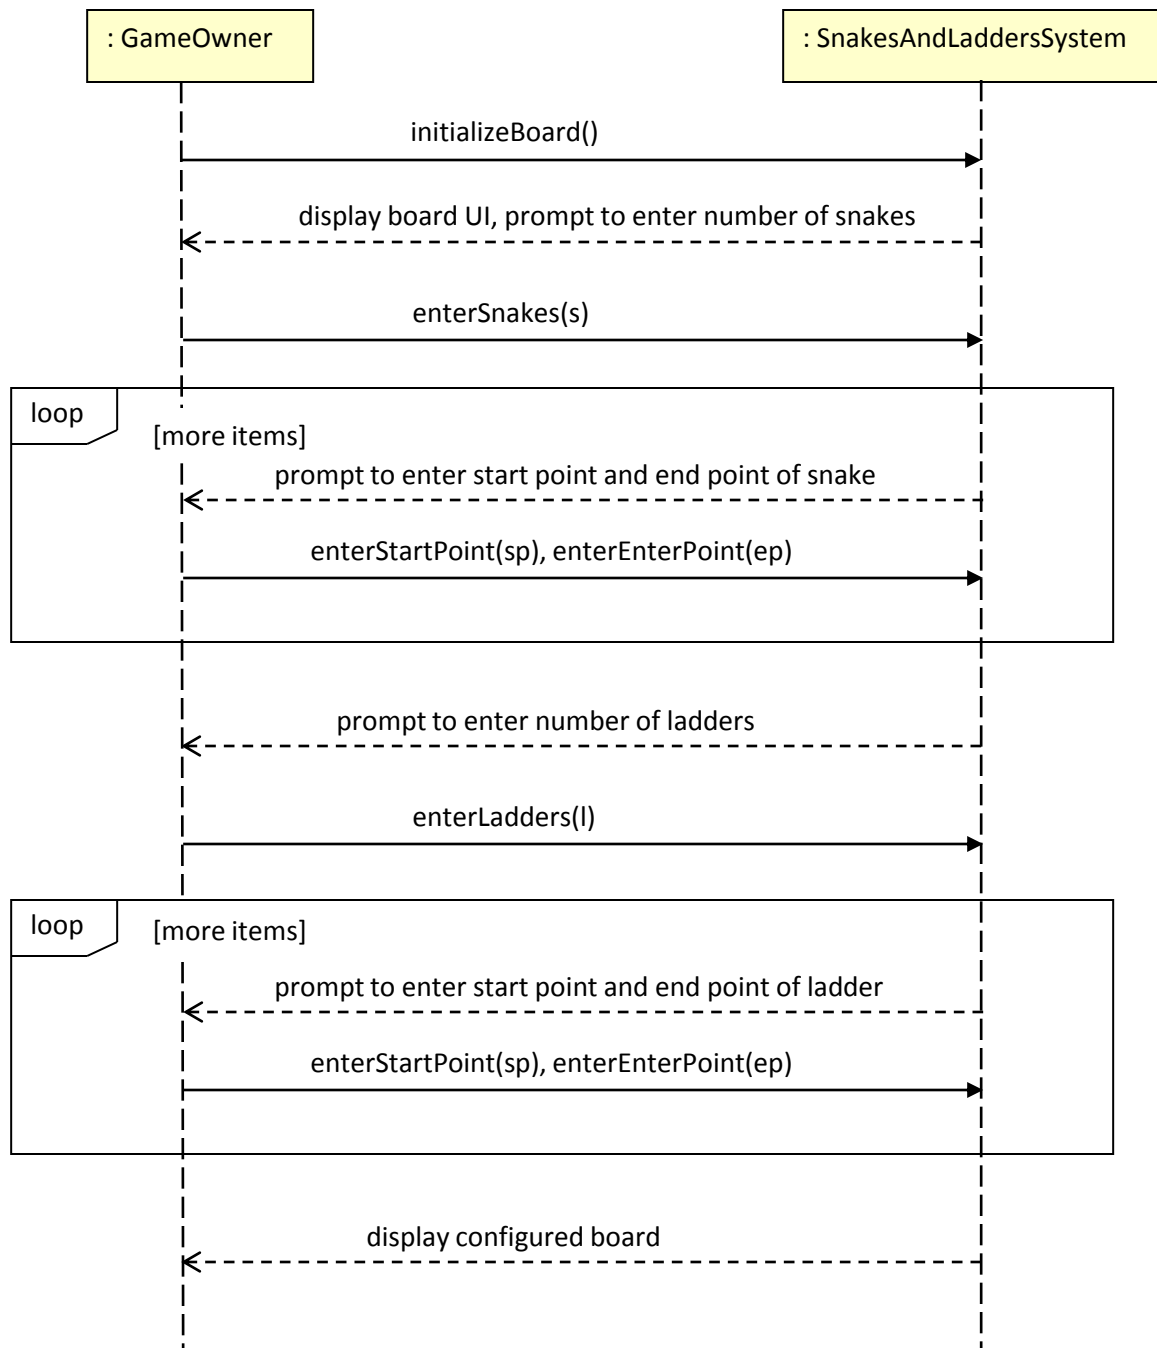 : GameOwner
: SnakesAndLaddersSystem
initializeBoard()
display board UI, prompt to enter number of snakes
enterSnakes(s)
loop
[more items]
prompt to enter start point and end point of snake
enterStartPoint(sp), enterEnterPoint(ep)
prompt to enter number of ladders
enterLadders(l)
loop
[more items]
prompt to enter start point and end point of ladder
enterStartPoint(sp), enterEnterPoint(ep)
display configured board